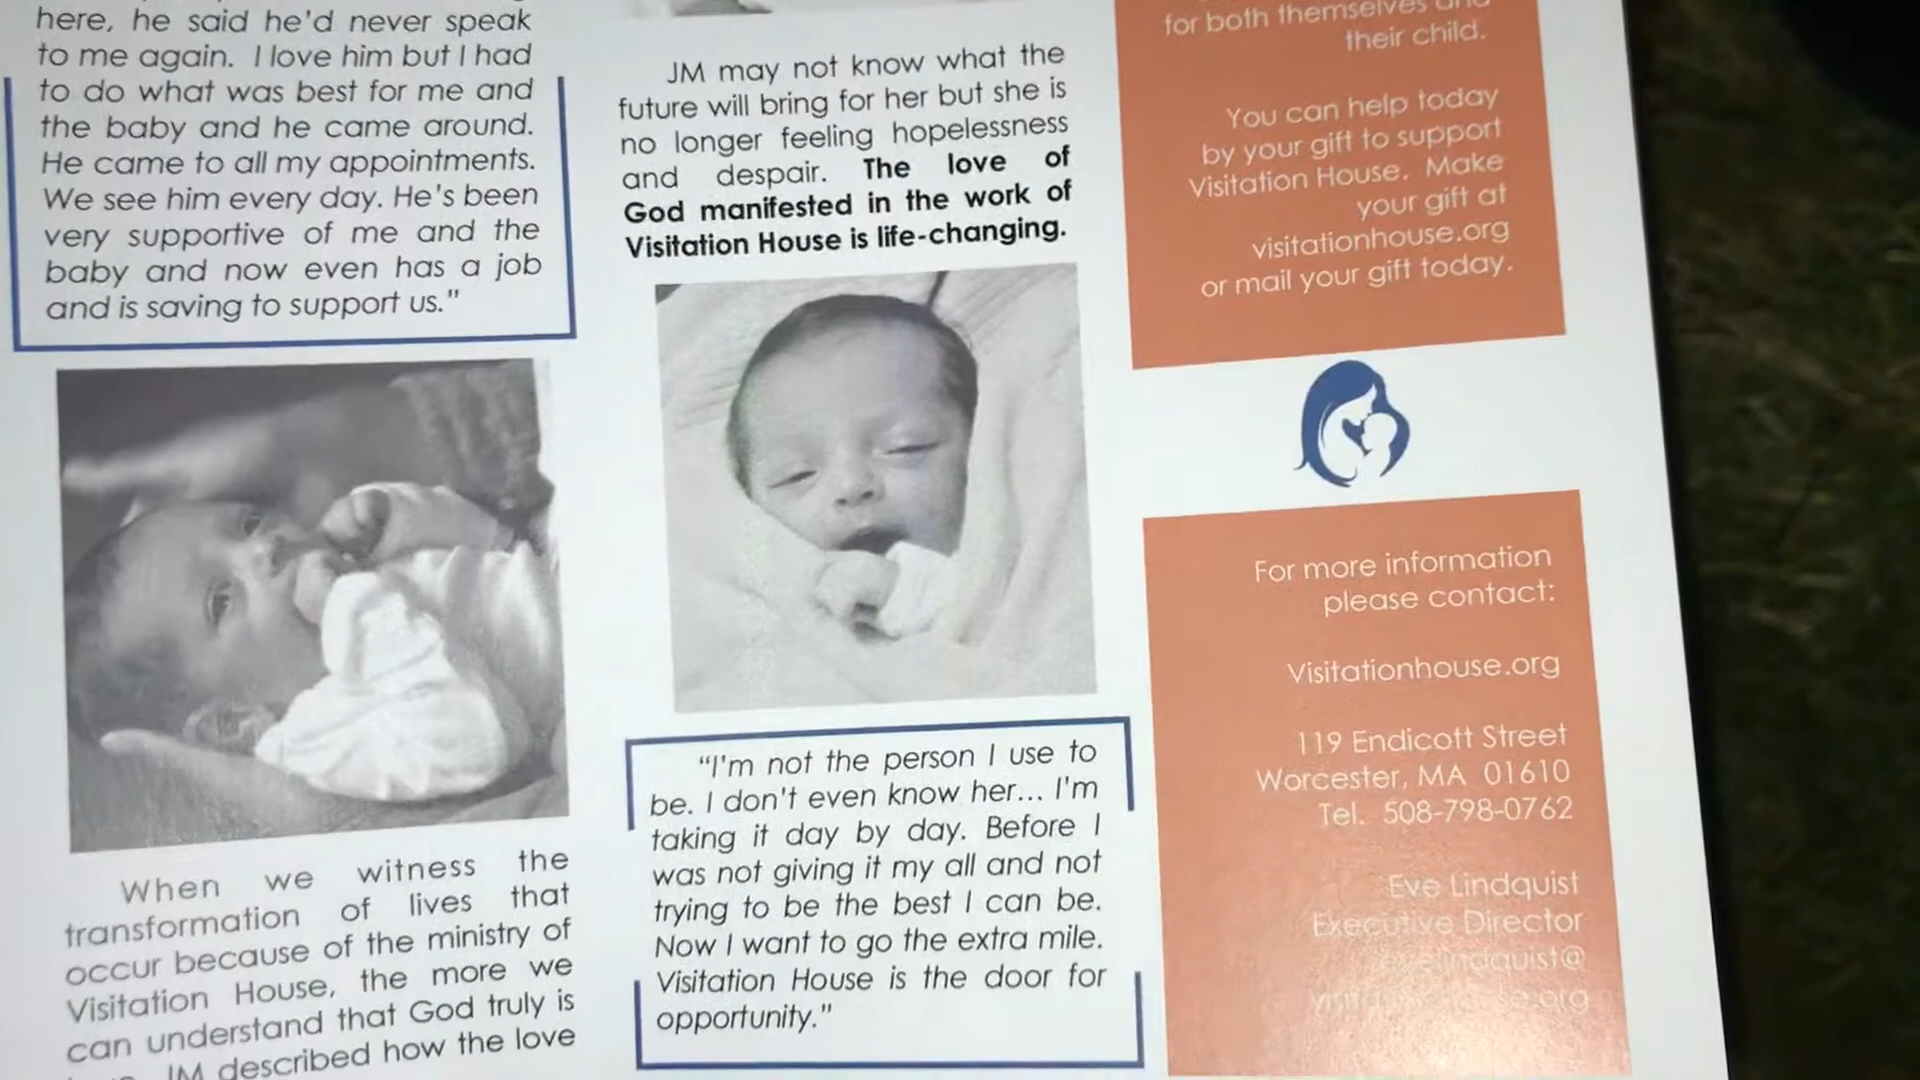 here, he said he'd never speak
to me again. I love him but I had
to do what was best for me and
the baby and he came around.
He came to all my appointments.
We see him every day. He's been
very supportive of me and the
baby and now even has a job
and is saving to support us."
When we witness the
transformation of lives that
occur because of the ministry of
Visitation House, the more we
can understand that God truly is
JM described how the love
JM may not know what the
future will bring for her but she is
no longer feeling hopelessness
and despair. The love of
God manifested in the work of
Visitation House is life-changing.
"I'm not the person I use to
be. I don't even know her... I'm
taking it day by day. Before I
was not giving it my all and not
trying to be the best I can be.
Now I want to go the extra mile.
Visitation House is the door for
opportunity."
for both themselves and
their child.
You can help today
by your gift to support
Visitation House. Make
your gift at
visitationhouse.org
or mail your gift today.
For more information
please contact:
Visitationhouse.org
119 Endicott Street
Worcester, MA 01610
Tel. 508-798-0762
Eve Lindquist
Executive Director
evelindquist@
visitationhouse.org